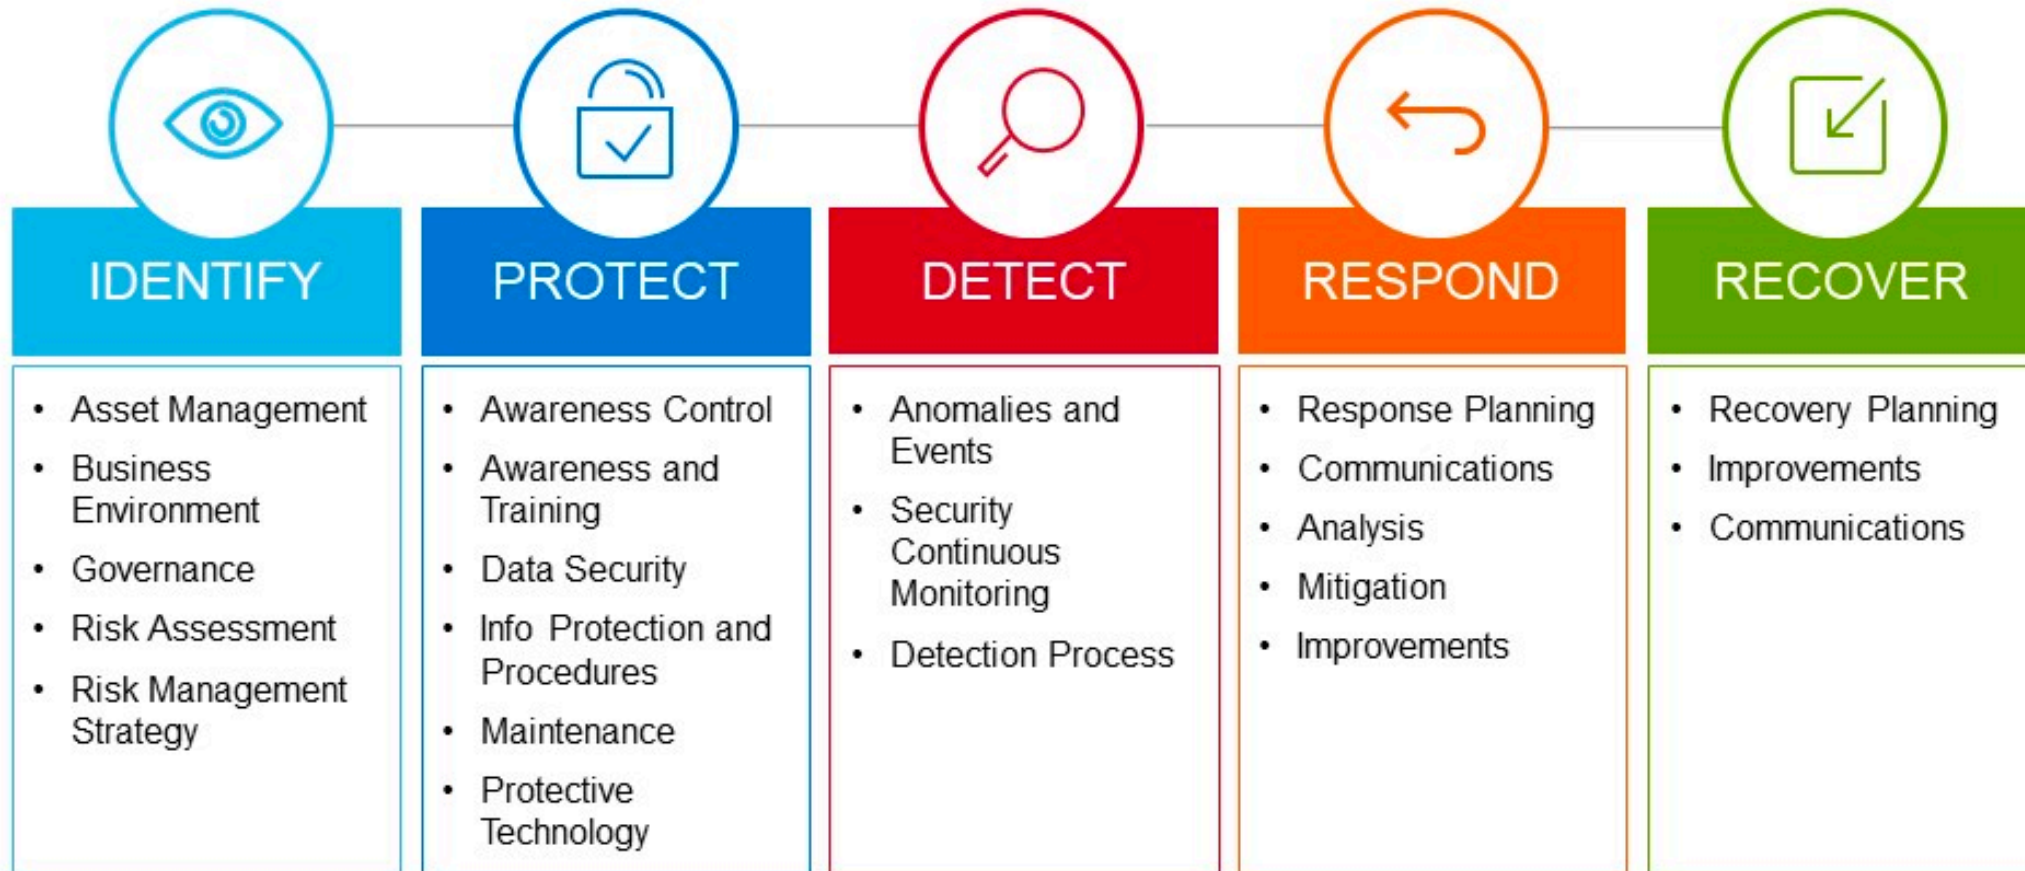 IDENTIFY
• Asset Management
• Business
Environment
• Governance
• Risk Assessment
• Risk Management
Strategy
PROTECT
• Awareness Control
• Awareness and
Training
• Data Security
• Info Protection and
Procedures
• Maintenance
• Protective
Technology
DETECT
• Anomalies and
Events
• Security
Continuous
Monitoring
• Detection Process
RESPOND
• Response Planning
• Communications
• Analysis
• Mitigation
• Improvements
RECOVER
• Recovery Planning
• Improvements
• Communications